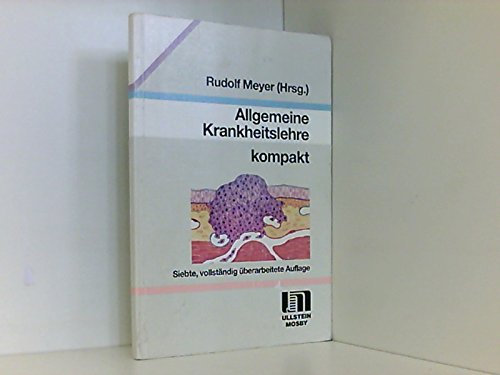 Rudolf Meyer (Hrsg.)
Allgemeine
Krankheitslehre
kompakt
Siebte, vollständig überarbeitete Auflage
ULLSTEIN
MOSBY